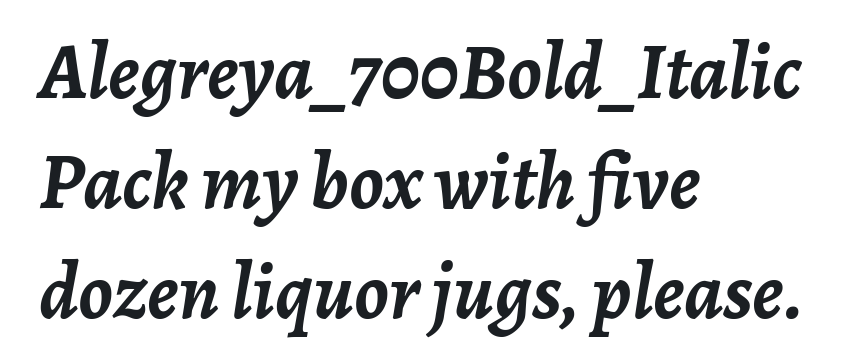 Alegreya_700Bold_Italic
Pack my box with five
dozen liquor jugs, please.